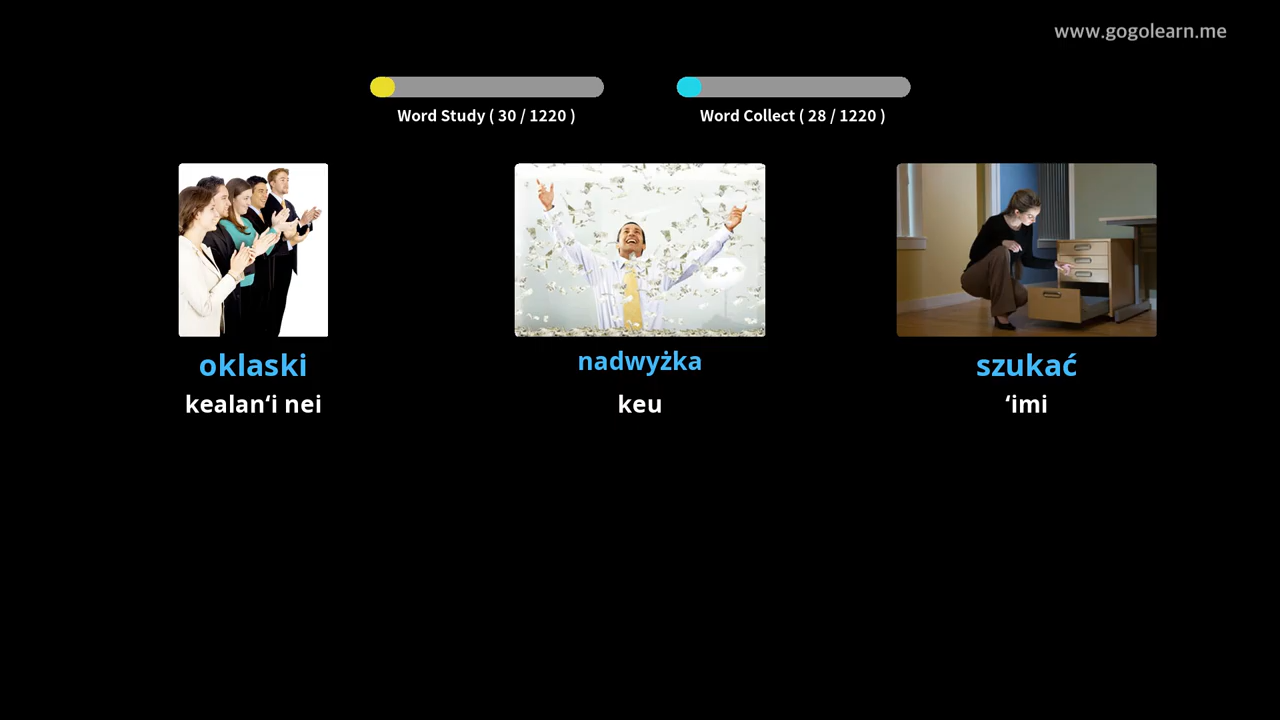 www.gogolearn.me
Word Study ( 30 / 1220 )
Word Collect ( 28 / 1220 )
oklaski
nadwyżka
szukać
kealanʻi nei
keu
ʻimi